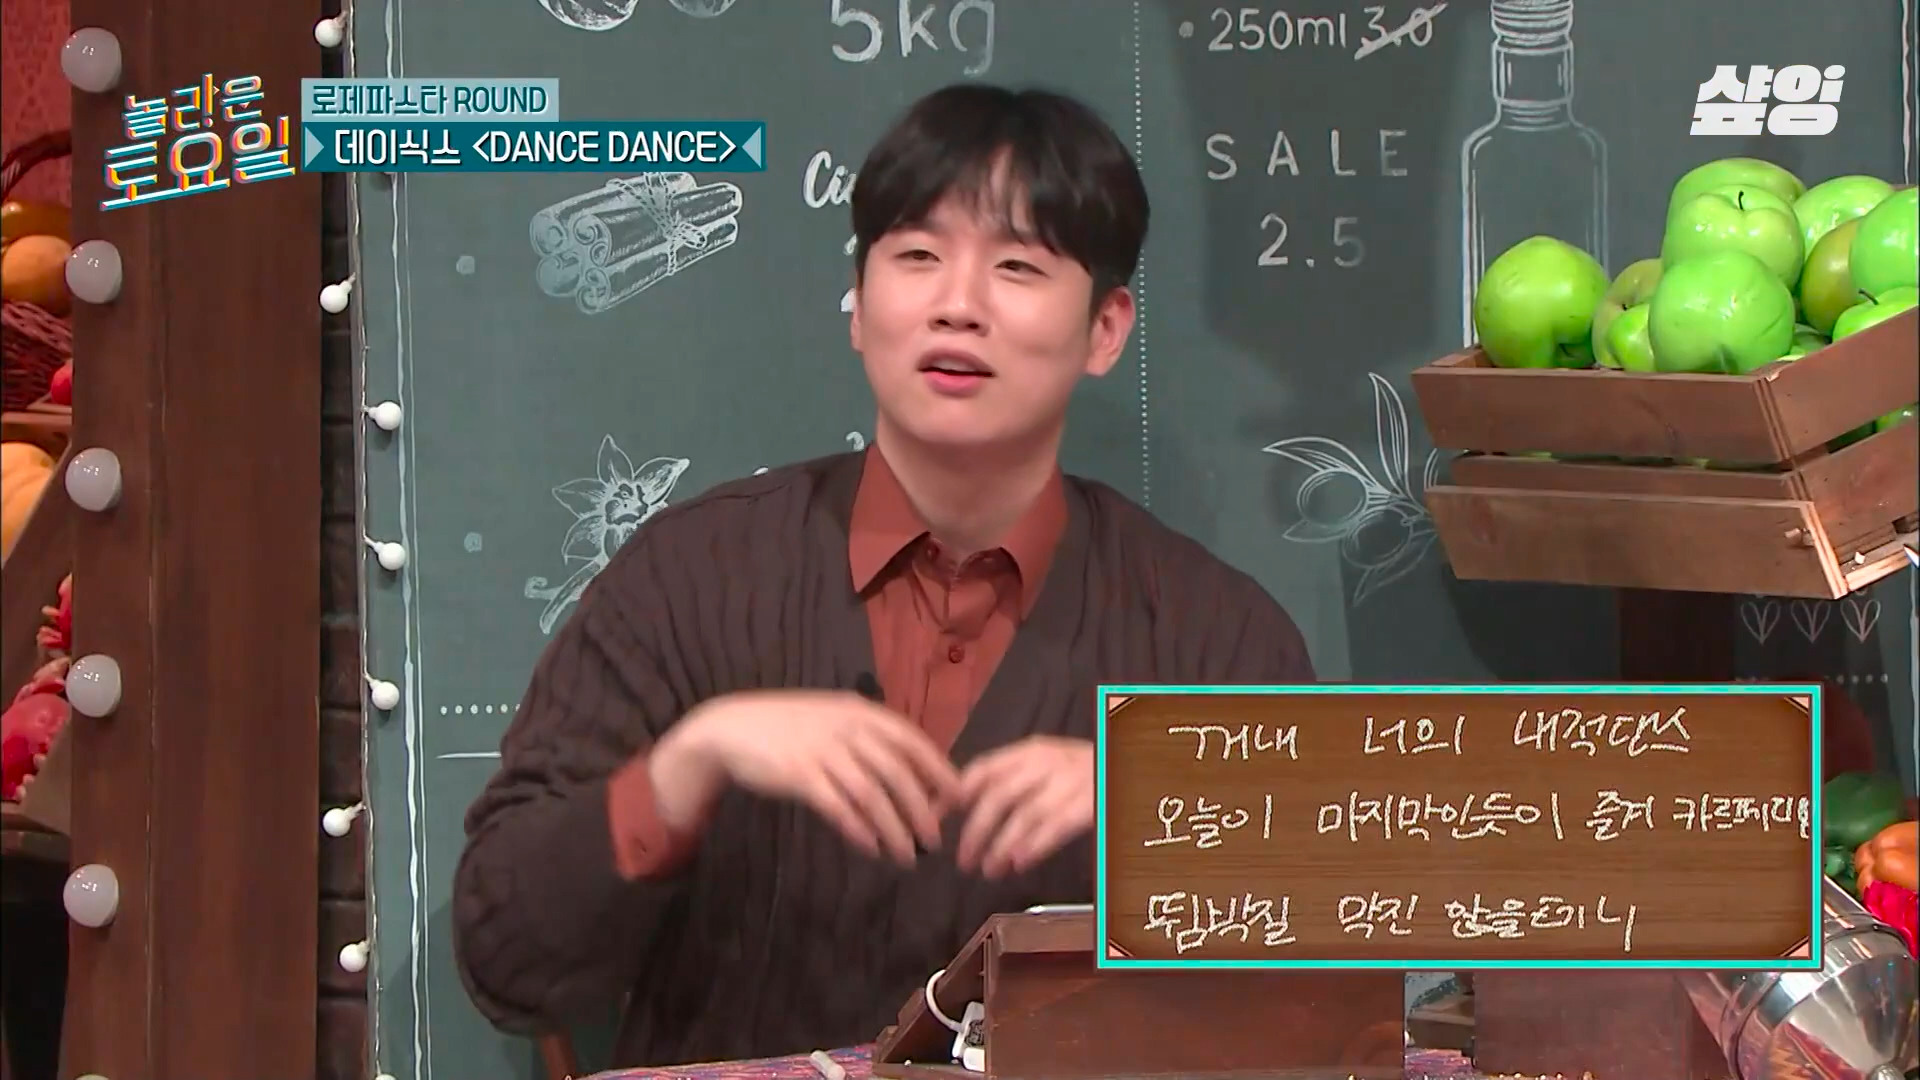 5kg
250ml 3.0
샾잉
놀라운
토요일
로제파스타 ROUND
데이식스 <DANCE DANCE>
SALE
2.5
꺼내 너의 내적댄스
오늘이 마지막인듯이 즐겨 카르페디엠
뜀박질 막진 않을테니